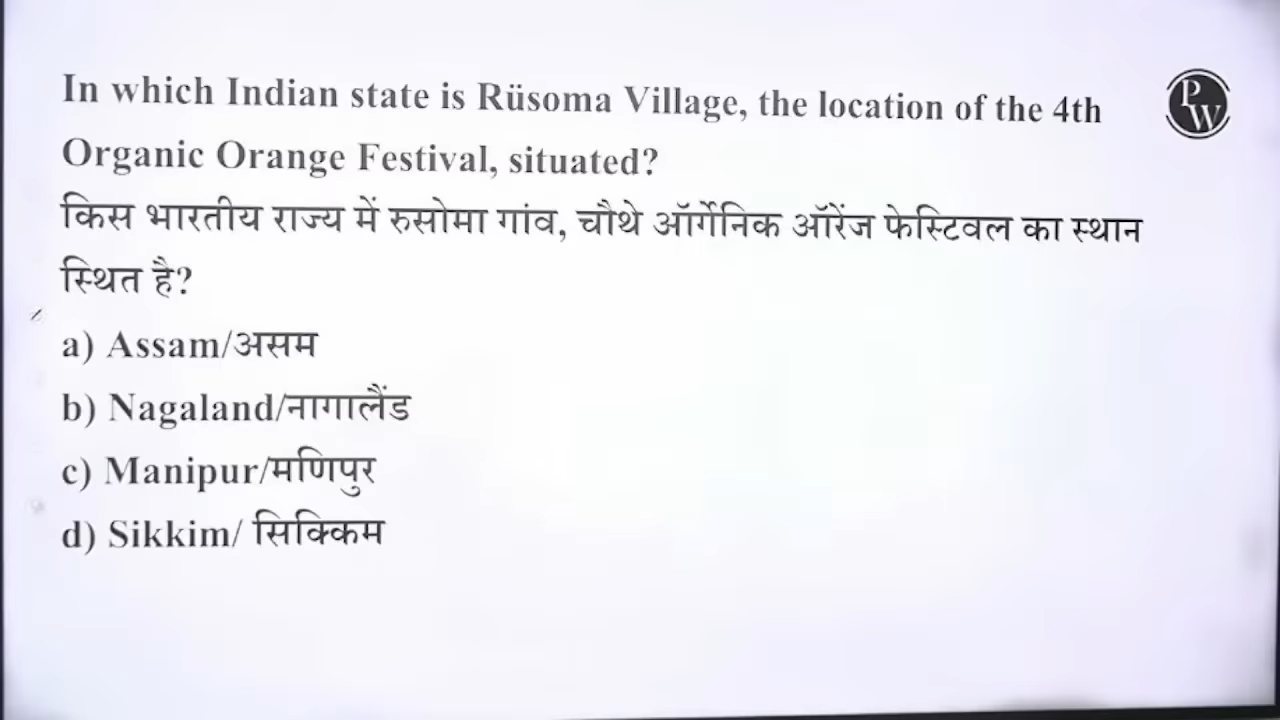 In which Indian state is Rüsoma Village, the location of the 4th
Organic Orange Festival, situated?
किस भारतीय राज्य में रुसोमा गांव, चौथे ऑर्गेनिक ऑरेंज फेस्टिवल का स्थान
स्थित है?
a) Assam/असम
b) Nagaland/नागालैंड
c) Manipur/मणिपुर
d) Sikkim/ सिक्किम
PW